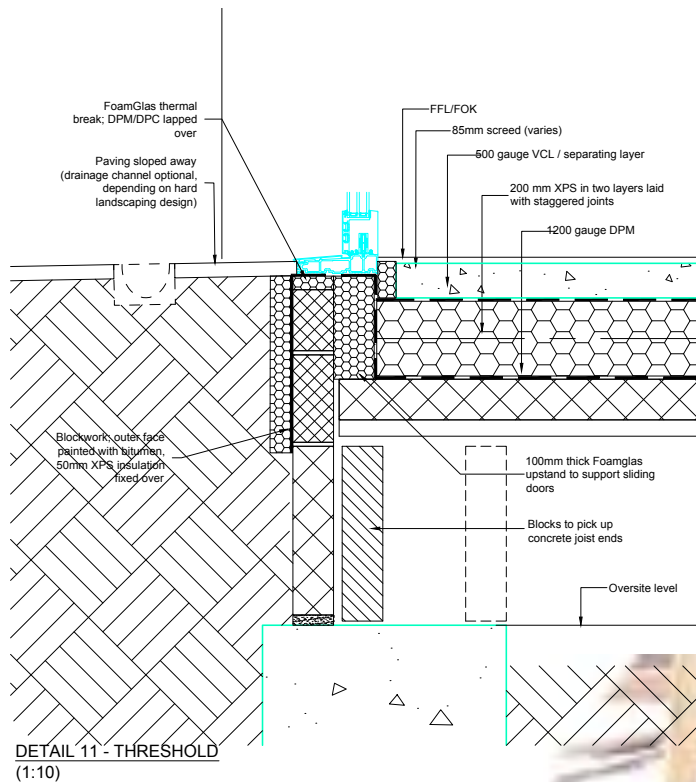 FoamGlas thermal
break; DPM/DPC lapped
over
Paving sloped away
(drainage channel optional,
depending on hard
landscaping design)
FFL/FOK
85mm screed (varies)
500 gauge VCL / separating layer
200 mm XPS in two layers laid
with staggered joints
1200 gauge DPM
Blockwork; outer face
painted with bitumen,
50mm XPS insulation
fixed over
100mm thick Foamglas
upstand to support sliding
doors
Blocks to pick up
concrete joist ends
Oversite level
DETAIL 11 - THRESHOLD
(1:10)